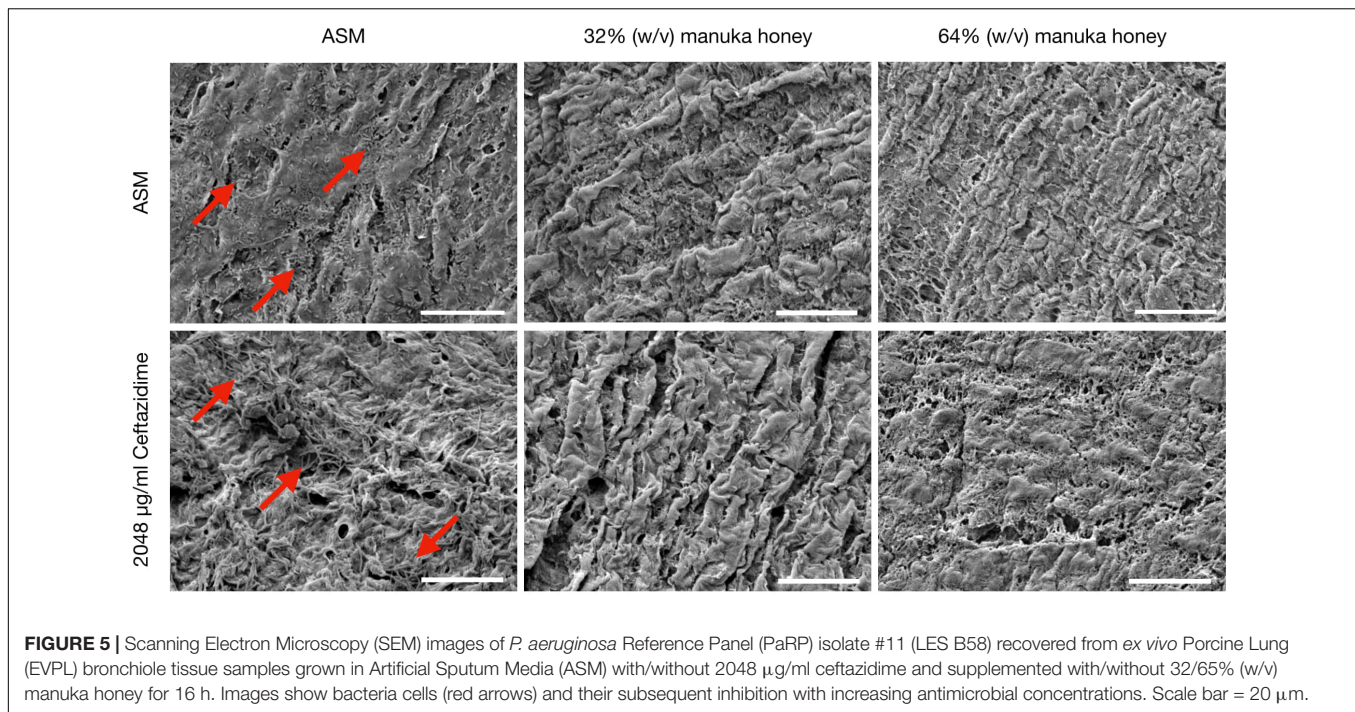 ASM
32% (w/v) manuka honey
64% (w/v) manuka honey
ASM
2048 µg/ml Ceftazidime
FIGURE 5 | Scanning Electron Microscopy (SEM) images of P. aeruginosa Reference Panel (PaRP) isolate #11 (LES B58) recovered from ex vivo Porcine Lung
(EVPL) bronchiole tissue samples grown in Artificial Sputum Media (ASM) with/without 2048 μg/ml ceftazidime and supplemented with/without 32/65% (w/v)
manuka honey for 16 h. Images show bacteria cells (red arrows) and their subsequent inhibition with increasing antimicrobial concentrations. Scale bar = 20 μm.